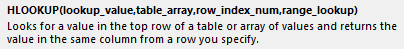 HLOOKUP(lookup_value,table_array,row_index_num,range_lookup)
Looks for a value in the top row of a table or array of values and returns the
value in the same column from a row you specify.